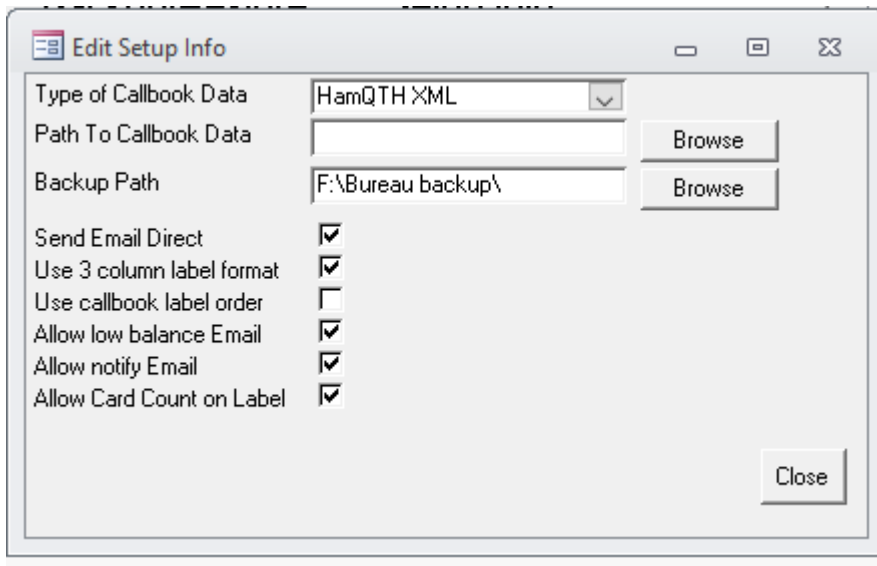 Edit Setup Info
Type of Callbook Data HamQTH XML
Path To Callbook Data Browse
Backup Path F:\Bureau backup\ Browse
Send Email Direct
Use 3 column label format
Use callbook label order
Allow low balance Email
Allow notify Email
Allow Card Count on Label
Close